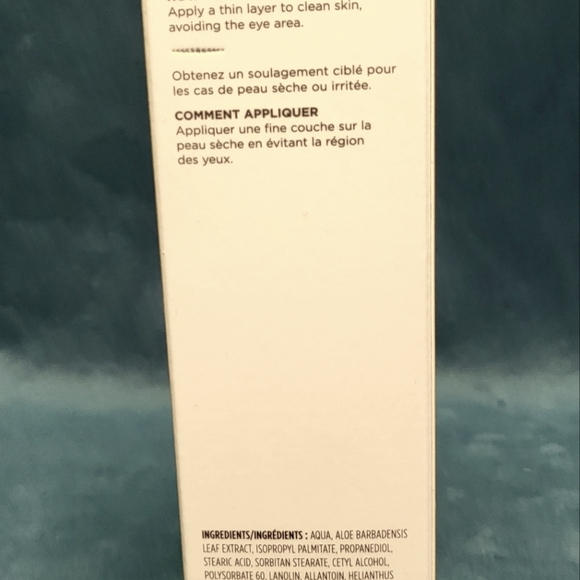 Apply a thin layer to clean skin,
avoiding the eye area.
Obtenez un soulagement ciblé pour
les cas de peau sèche ou irritée.
COMMENT APPLIQUER
Appliquer une fine couche sur la
peau sèche en évitant la région
des yeux.
INGREDIENTS/INGRÉDIENTS : AQUA, ALOE BARBADENSIS
LEAF EXTRACT, ISOPROPYL PALMITATE, PROPANEDIOL,
STEARIC ACID, SORBITAN STEARATE, CETYL ALCOHOL,
POLYSORBATE 60, LANOLIN, ALLANTOIN, HELIANTHUS